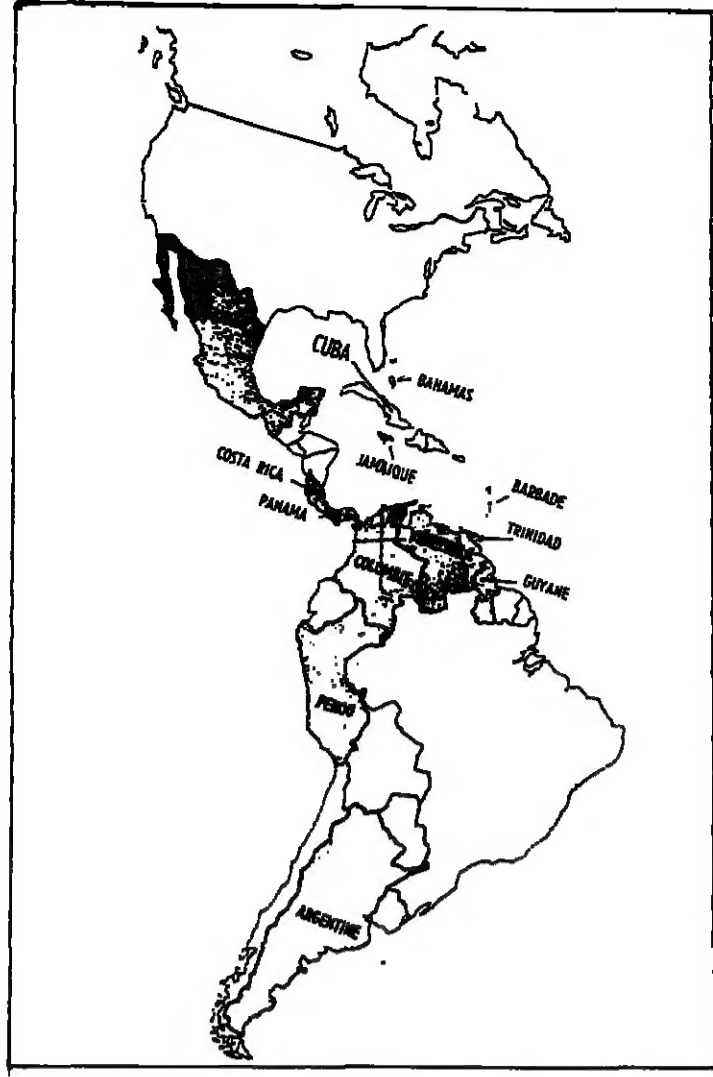 CUBA
BAHAMAS
JAMAIQUE
COSTA RICA
PANAMA
BARBADE
TRINIDAD
COLOMBIE
GUYANE
PEROU
ARGENTINE